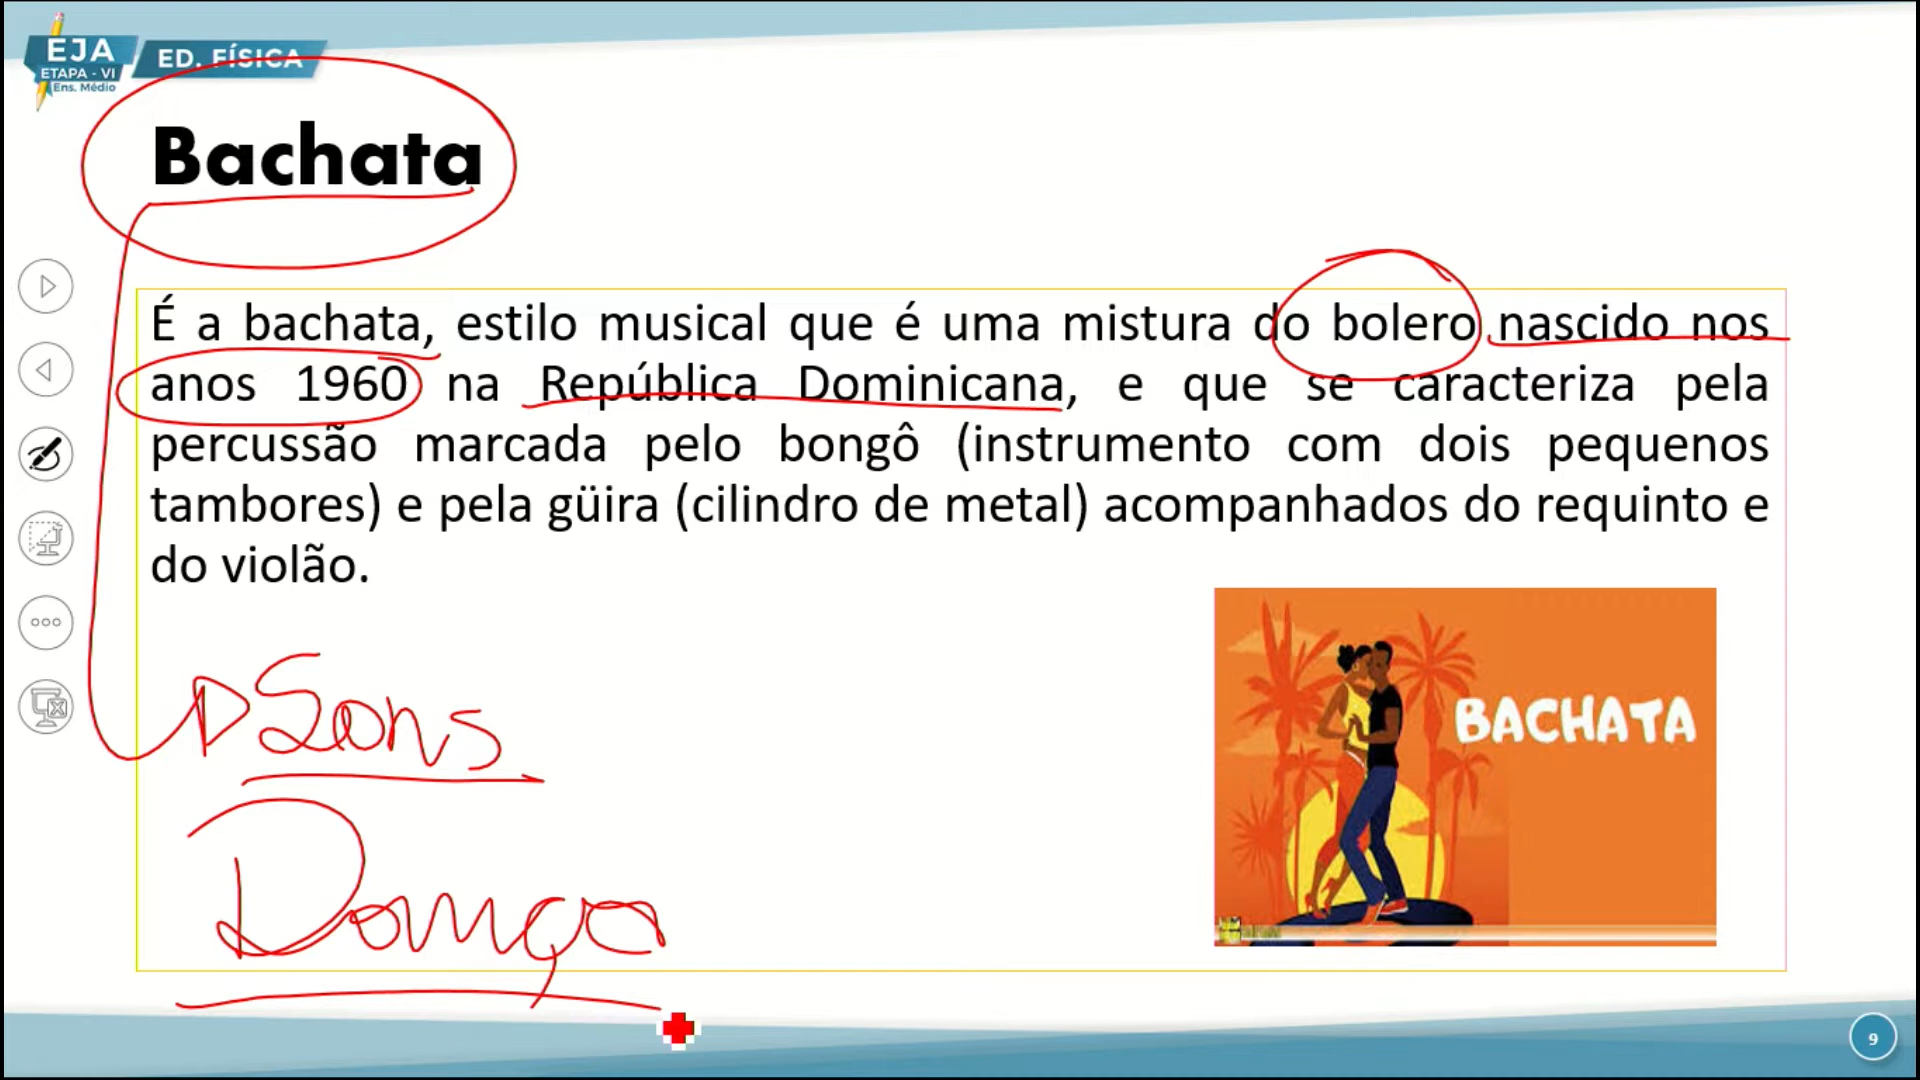 EJA
ETAPA - VI
Ens. Médio
ED. FÍSICA
Bachata
É a bachata, estilo musical que é uma mistura do bolero nascido nos
anos 1960 na República Dominicana, e que se caracteriza pela
percussão marcada pelo bongô (instrumento com dois pequenos
tambores) e pela güira (cilindro de metal) acompanhados do requinto e
do violão.
BACHATA
Sons
Dança
9